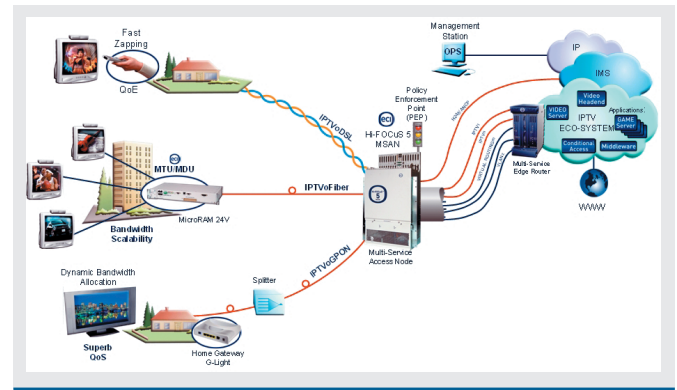 Fast
Zapping
QoE
IPTVoDSL
Management
Station
OPS
IP
IMS
Policy
Enforcement
Point
(PEP)
eci
Hi-FOCuS 5
MSAN
Video
Headend
VIDEO
Server
Applications:
IPTV
GAME
Server
ECO-SYSTEM
Conditional
Access
Middleware
Multi-Service
Edge Router
WWW
eci
MTU/MDU
IPTVoFiber
MicroRAM 24V
Bandwidth
Scalability
Multi-Service
Access Node
IPTVoGPON
Dynamic Bandwidth
Allocation
Splitter
Superb
QoS
Home Gateway
G-Light